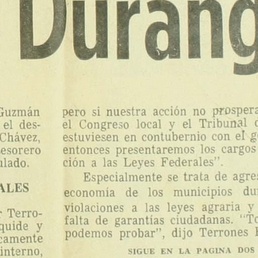 Durang
Guzmán
el des-
Chávez,
esorero
ulado.
ALES
r Terro-
quide y
camente
interno,
pero si nuestra acción no prospera
el Congreso local y el Tribunal
estuviesen en contubernio con el g
entonces presentaremos los cargos
ción a las Leyes Federales”.
Especialmente se trata de agres
economía de los municipios du
violaciones a las leyes agraria y
falta de garantías ciudadanas. “To
podemos probar”, dijo Terrones
SIGUE EN LA PAGINA DOS